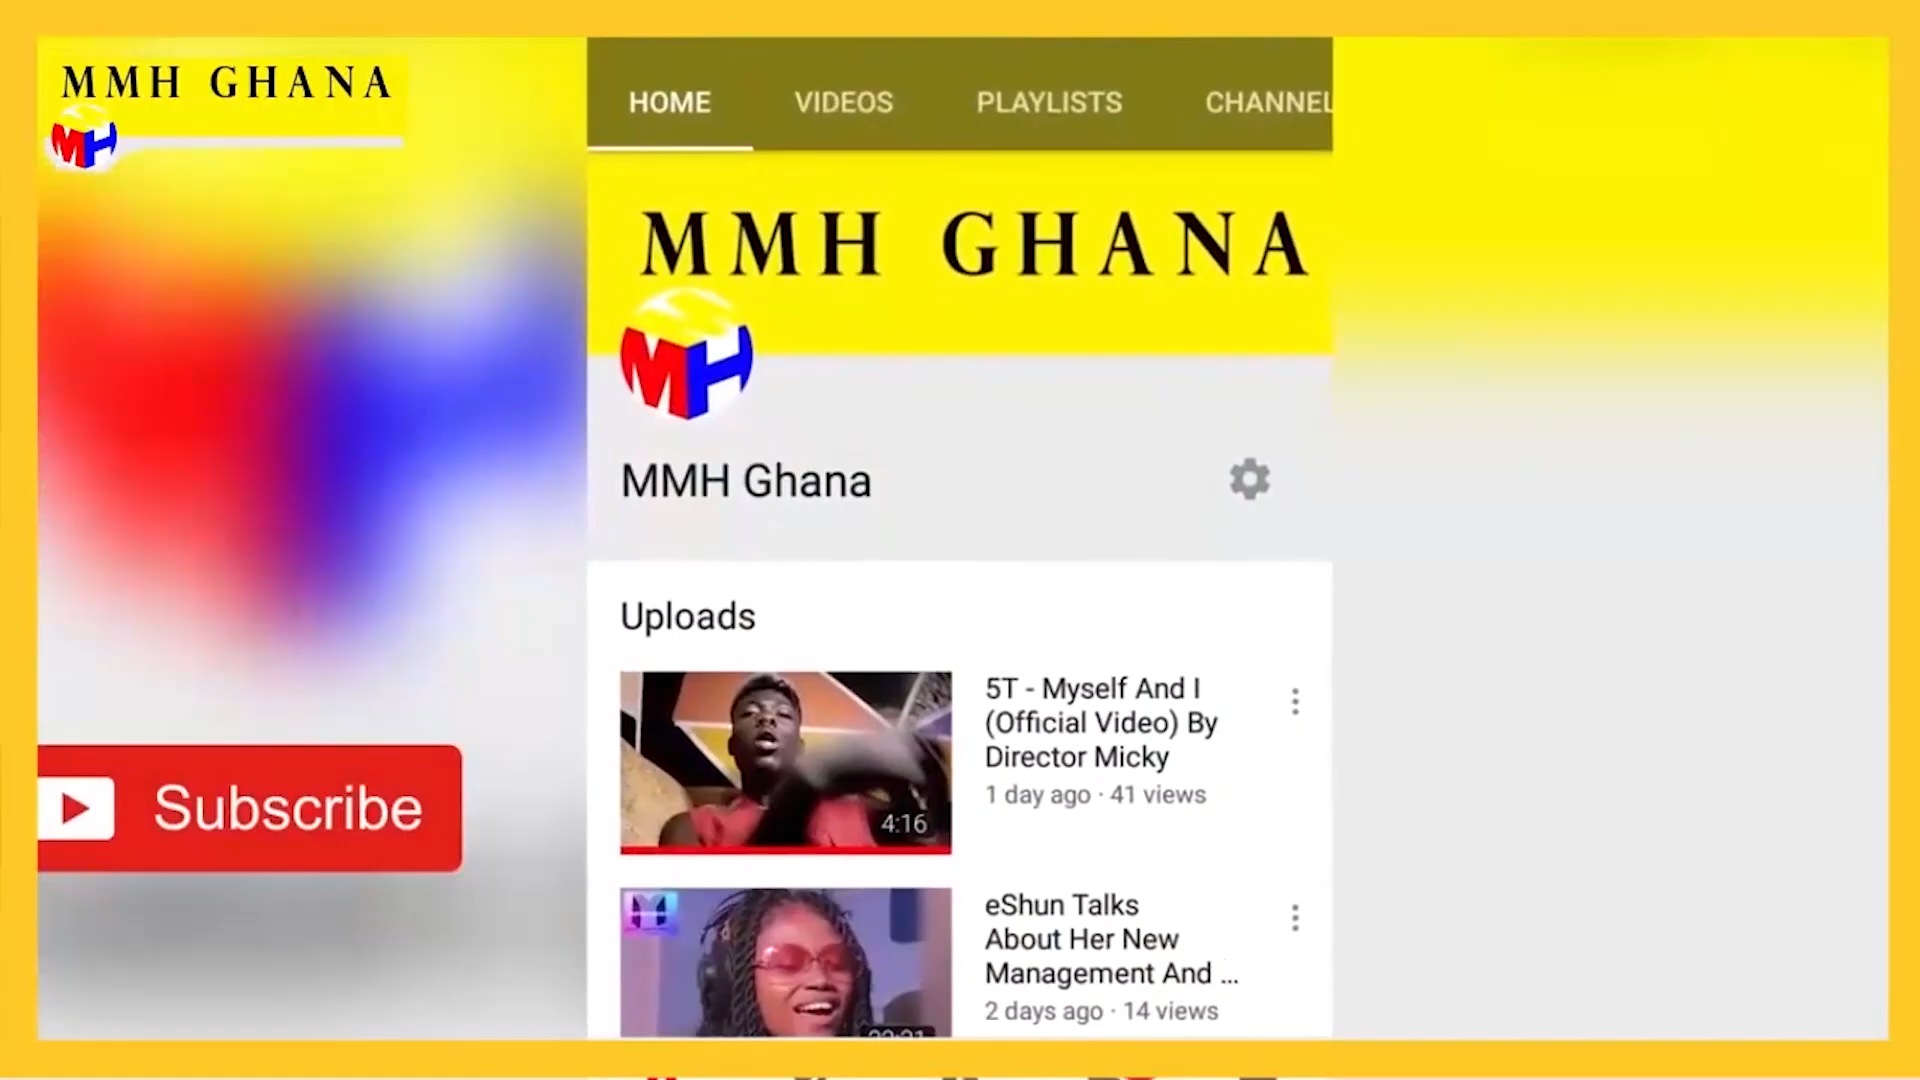 MMH GHANA
MH
HOME VIDEOS PLAYLISTS CHANNEL
MMH GHANA
MH
MMH Ghana
Uploads
5T - Myself And I
(Official Video) By
Director Micky
1 day ago · 41 views
4:16
Subscribe
eShun Talks
About Her New
Management And ...
2 days ago · 14 views